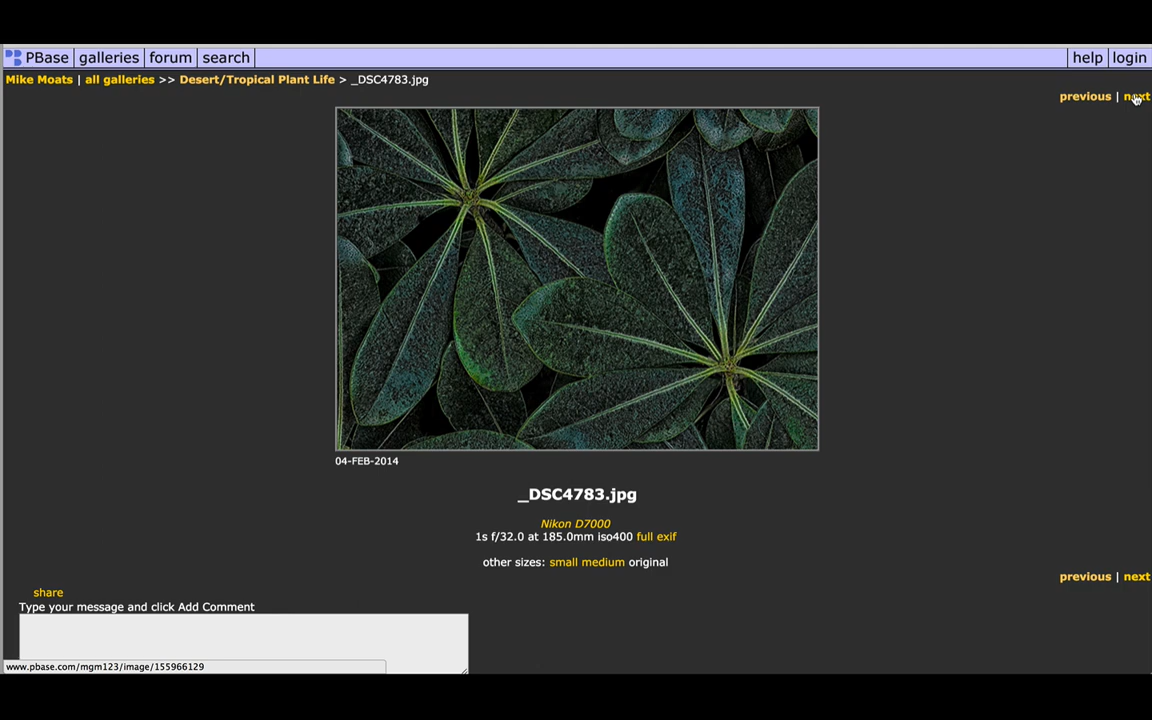 PBase galleries forum search help login
Mike Moats | all galleries >> Desert/Tropical Plant Life > _DSC4783.jpg
previous | next
04-FEB-2014
_DSC4783.jpg
Nikon D7000
1s f/32.0 at 185.0mm iso400 full exif
other sizes: small medium original
previous | next
share
Type your message and click Add Comment
www.pbase.com/mgm123/image/155966129